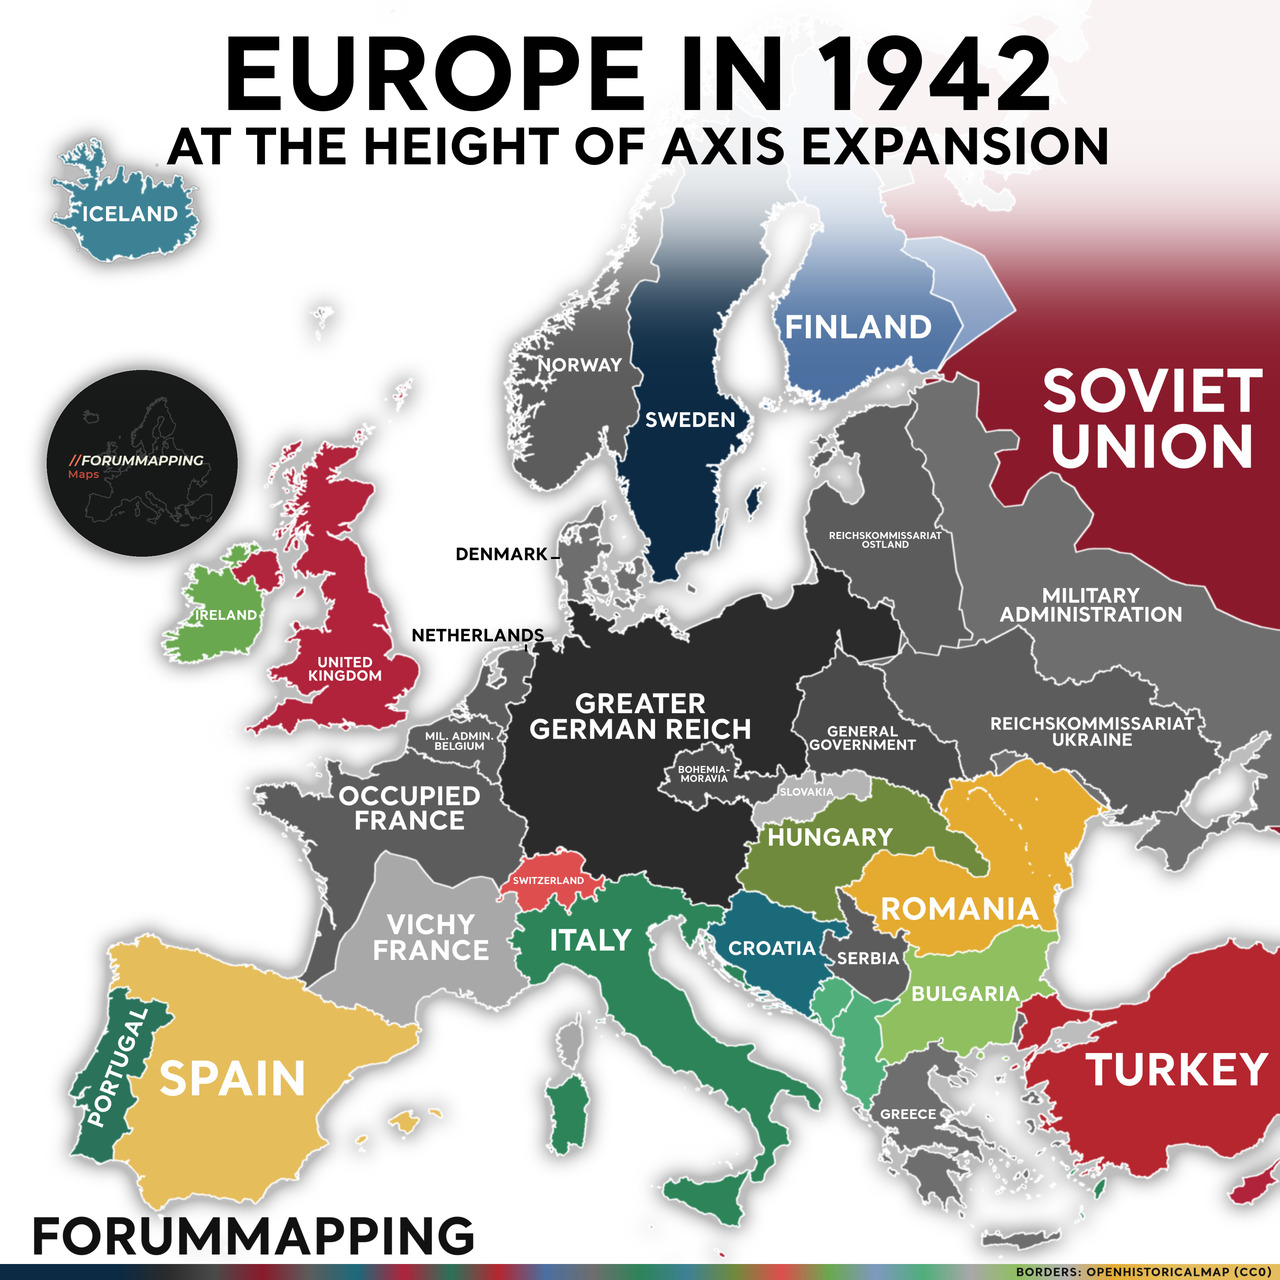 EUROPE IN 1942
AT THE HEIGHT OF AXIS EXPANSION
ICELAND
FINLAND
NORWAY
SWEDEN
SOVIET
UNION
//FORUMMAPPING
Maps
REICHSKOMMISSARIAT
OSTLAND
DENMARK
MILITARY
ADMINISTRATION
IRELAND
NETHERLANDS
UNITED
KINGDOM
GREATER
GERMAN REICH
MIL. ADMIN.
BELGIUM
GENERAL
GOVERNMENT
REICHSKOMMISSARIAT
UKRAINE
BOHEMIA-
MORAVIA
SLOVAKIA
OCCUPIED
FRANCE
HUNGARY
SWITZERLAND
ROMANIA
VICHY
FRANCE
ITALY
CROATIA
SERBIA
BULGARIA
PORTUGAL
SPAIN
TURKEY
GREECE
FORUMMAPPING
BORDERS: OPENHISTORICALMAP (CC0)